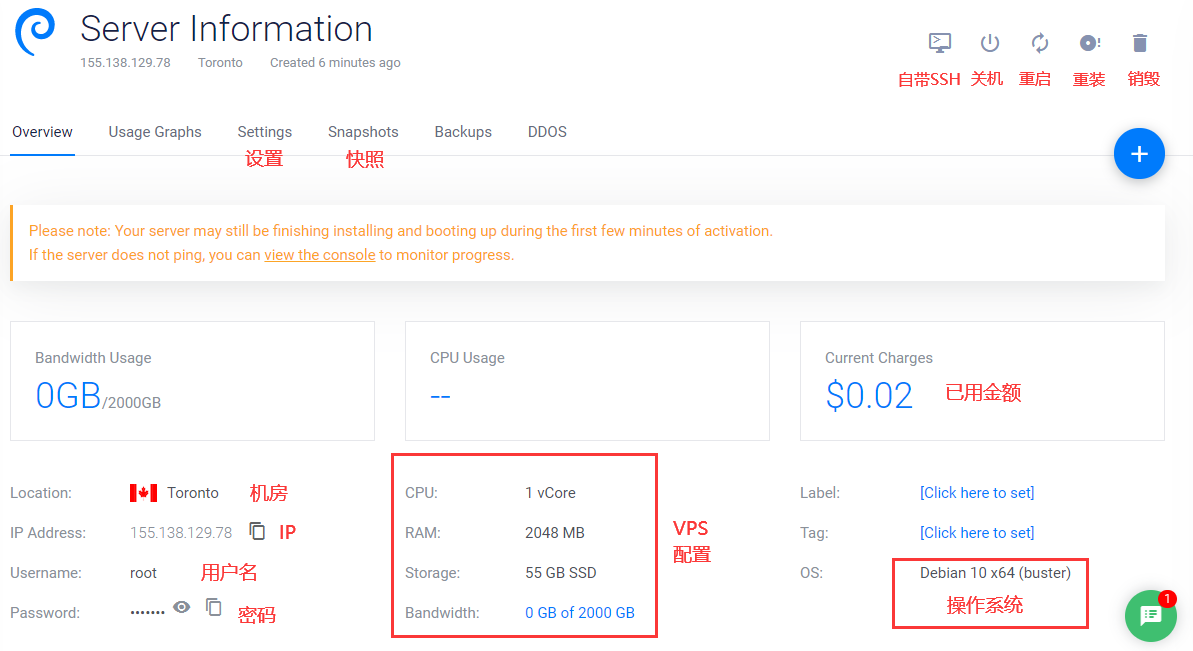 Server Information
155.138.129.78 Toronto Created 6 minutes ago
自带SSH 关机 重启 重装 销毁
Overview Usage Graphs Settings Snapshots Backups DDOS
设置 快照
Please note: Your server may still be finishing installing and booting up during the first few minutes of activation.
If the server does not ping, you can view the console to monitor progress.
Bandwidth Usage
0GB/2000GB
CPU Usage
--
Current Charges
$0.02 已用金额
Location: Toronto 机房
IP Address: 155.138.129.78 IP
Username: root 用户名
Password: ••••••• 密码
CPU: 1 vCore
RAM: 2048 MB
Storage: 55 GB SSD
Bandwidth: 0 GB of 2000 GB
VPS
配置
Label: [Click here to set]
Tag: [Click here to set]
OS: Debian 10 x64 (buster)
操作系统
1